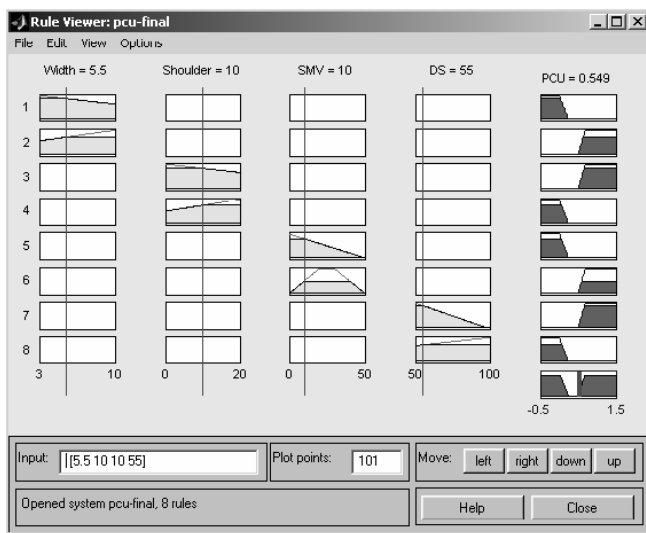 Rule Viewer: pcu-final
File Edit View Options
Width = 5.5 Shoulder = 10 SMV = 10 DS = 55 PCU = 0.549
1
2
3
4
5
6
7
8
3 10 0 20 0 50 50 100
-0.5 1.5
Input: [5.5 10 10 55] Plot points: 101 Move: left right down up
Opened system pcu-final, 8 rules Help Close